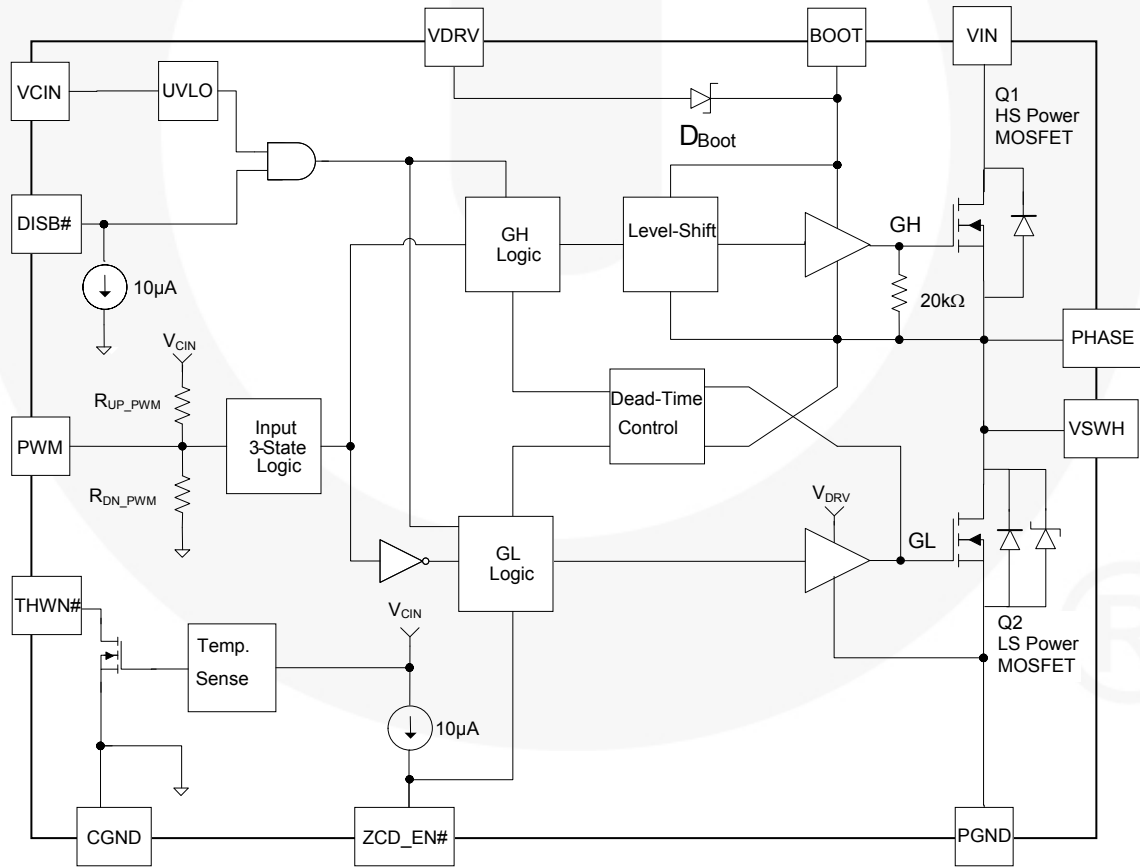 VDRV
BOOT
VIN
VCIN
UVLO
Q1
HS Power
MOSFET
DBoot
DISB#
GH
Logic
Level-Shift
GH
10µA
20kΩ
VCIN
PHASE
RUP_PWM
Dead-Time
Control
PWM
Input
3-State
Logic
VSWH
RDN_PWM
VDRV
GL
Logic
GL
THWN#
VCIN
Temp.
Sense
Q2
LS Power
MOSFET
10µA
CGND
ZCD_EN#
PGND
®